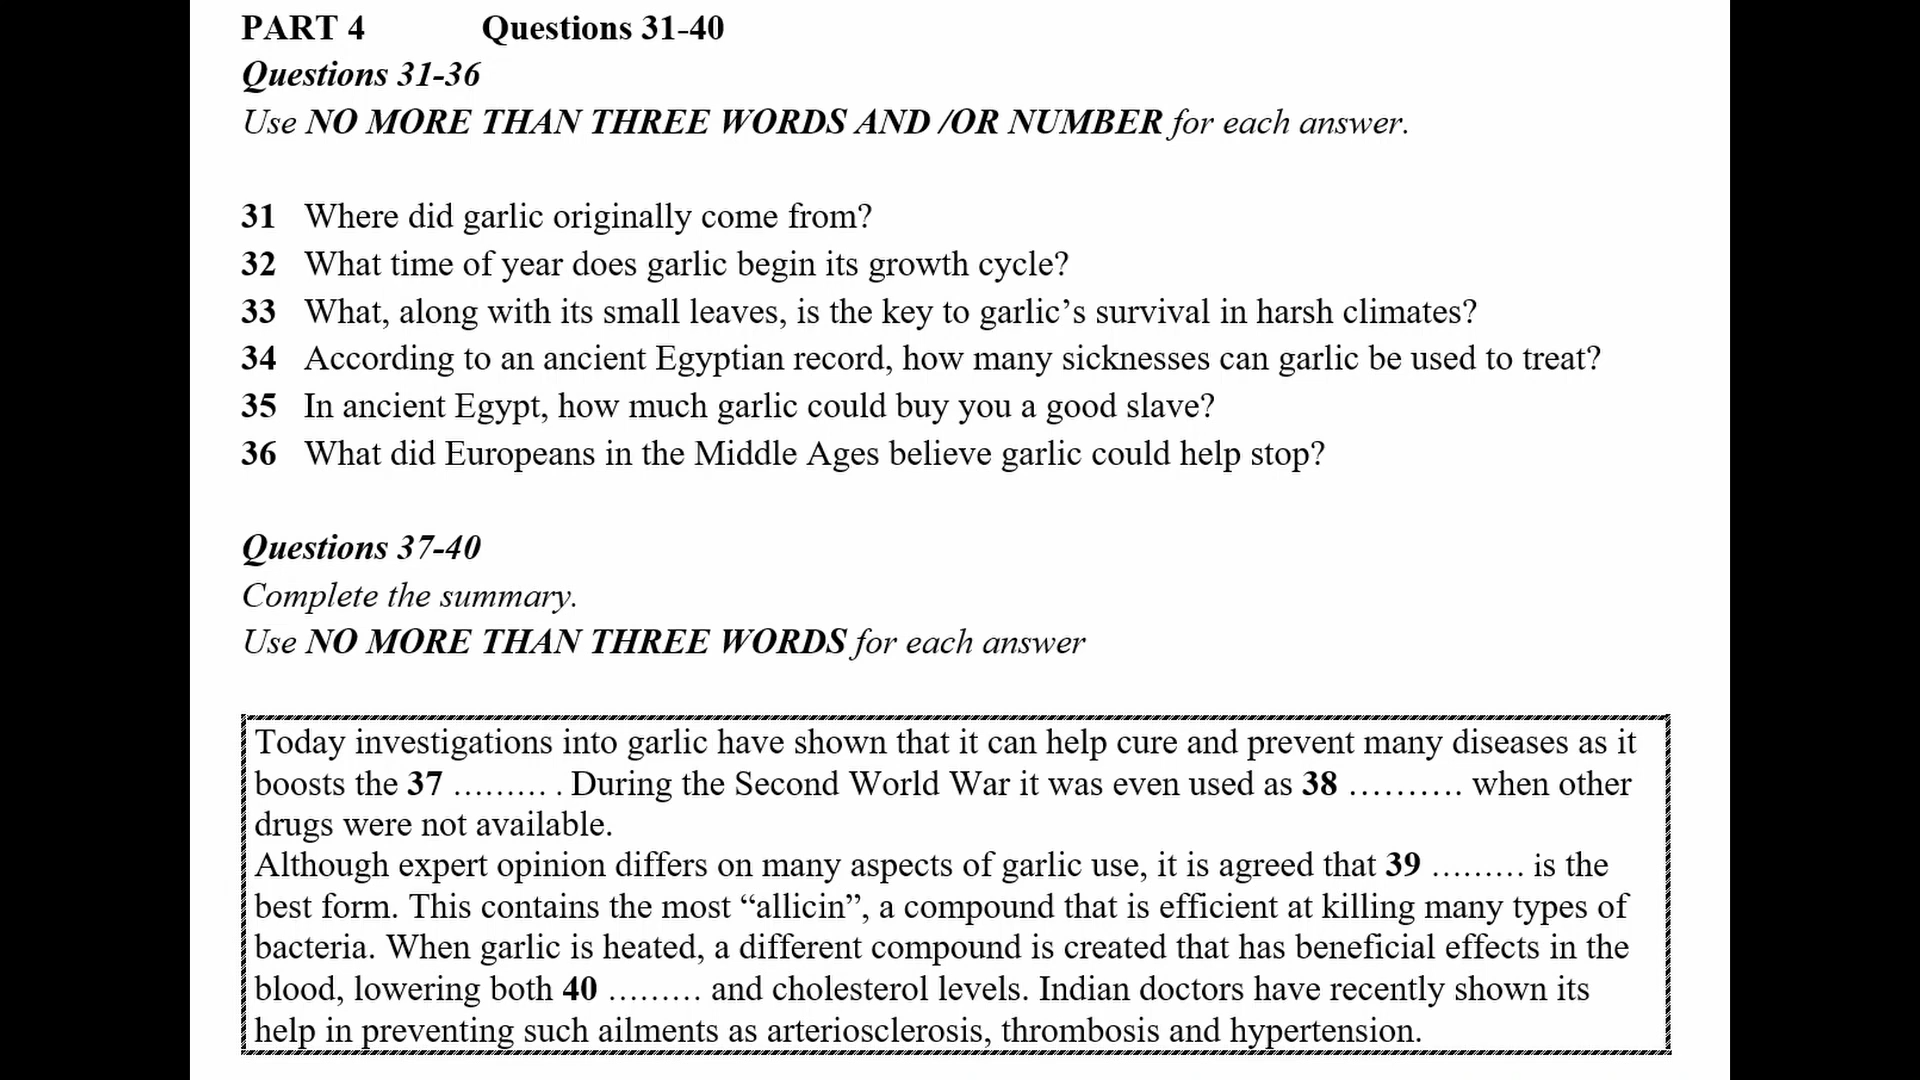 PART 4 Questions 31-40
Questions 31-36
Use NO MORE THAN THREE WORDS AND /OR NUMBER for each answer.
31 Where did garlic originally come from?
32 What time of year does garlic begin its growth cycle?
33 What, along with its small leaves, is the key to garlic’s survival in harsh climates?
34 According to an ancient Egyptian record, how many sicknesses can garlic be used to treat?
35 In ancient Egypt, how much garlic could buy you a good slave?
36 What did Europeans in the Middle Ages believe garlic could help stop?
Questions 37-40
Complete the summary.
Use NO MORE THAN THREE WORDS for each answer
Today investigations into garlic have shown that it can help cure and prevent many diseases as it
boosts the 37 ……… . During the Second World War it was even used as 38 ………. when other
drugs were not available.
Although expert opinion differs on many aspects of garlic use, it is agreed that 39 ……… is the
best form. This contains the most “allicin”, a compound that is efficient at killing many types of
bacteria. When garlic is heated, a different compound is created that has beneficial effects in the
blood, lowering both 40 ……… and cholesterol levels. Indian doctors have recently shown its
help in preventing such ailments as arteriosclerosis, thrombosis and hypertension.